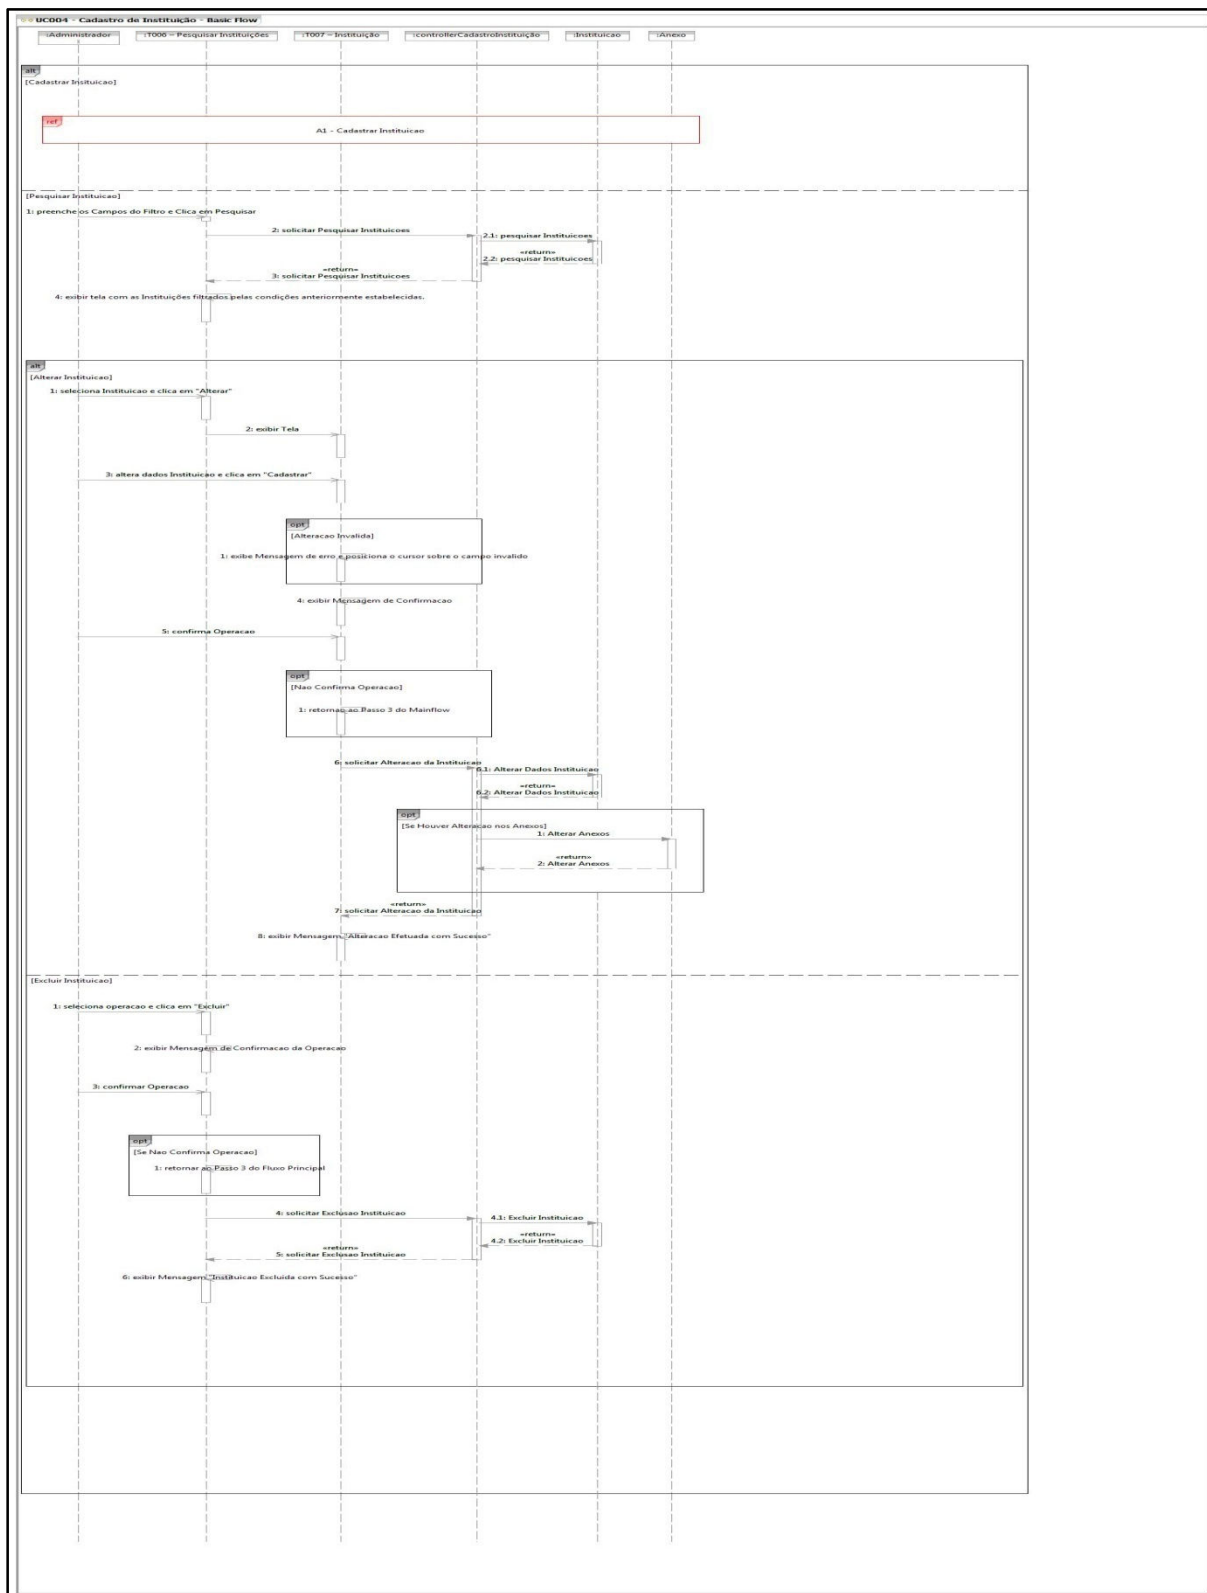 UC004 - Cadastro de Instituição - Basic Flow
:Administrador :T006 – Pesquisar Instituições :T007 – Instituição :controllerCadastroInstituição :Instituicao :Anexo
alt
[Cadastrar Insituicao]
ref
A1 - Cadastrar Instituicao
[Pesquisar Instituicao]
1: preenche os Campos do Filtro e Clica em Pesquisar
2: solicitar Pesquisar Instituicoes
2.1: pesquisar Instituicoes
«return»
2.2: pesquisar Instituicoes
«return»
3: solicitar Pesquisar Instituicoes
4: exibir tela com as Instituições filtrados pelas condições anteriormente estabelecidas.
alt
[Alterar Instituicao]
1: seleciona Instituicao e clica em "Alterar"
2: exibir Tela
3: altera dados Instituicao e clica em "Cadastrar"
opt
[Alteracao Invalida]
1: exibe Mensagem de erro e posiciona o cursor sobre o campo invalido
4: exibir Mensagem de Confirmacao
5: confirma Operacao
opt
[Nao Confirma Operacao]
1: retornao ao Passo 3 do Mainflow
6: solicitar Alteracao da Instituicao
6.1: Alterar Dados Instituicao
«return»
6.2: Alterar Dados Instituicao
opt
[Se Houver Alteracao nos Anexos]
1: Alterar Anexos
«return»
2: Alterar Anexos
«return»
7: solicitar Alteracao da Instituicao
8: exibir Mensagem "Alteracao Efetuada com Sucesso"
[Excluir Instituicao]
1: seleciona operacao e clica em "Excluir"
2: exibir Mensagem de Confirmacao da Operacao
3: confirmar Operacao
opt
[Se Nao Confirma Operacao]
1: retornar ao Passo 3 do Fluxo Principal
4: solicitar Exclusao Instituicao
4.1: Excluir Instituicao
«return»
4.2: Excluir Instituicao
«return»
5: solicitar Exclusao Instituicao
6: exibir Mensagem "Instituicao Excluida com Sucesso"